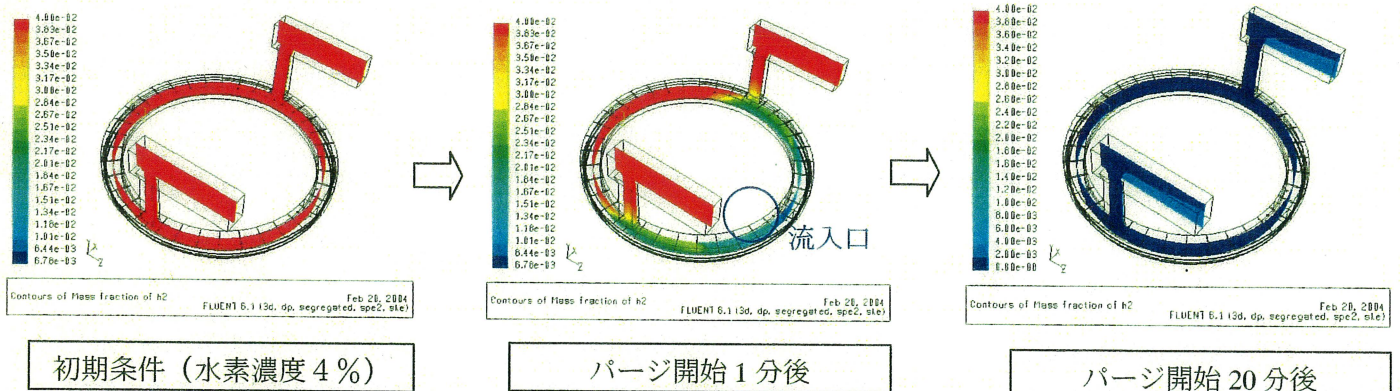 4.00e-02
3.83e-02
3.67e-02
3.50e-02
3.34e-02
3.17e-02
3.00e-02
2.84e-02
2.67e-02
2.51e-02
2.34e-02
2.17e-02
2.01e-02
1.84e-02
1.67e-02
1.51e-02
1.34e-02
1.18e-02
1.01e-02
8.44e-03
6.78e-03
Contours of Mass fraction of h2
Feb 20, 2004
FLUENT 6.1 (3d, dp, segregated, spe2, ske)
初期条件（水素濃度４％）
4.00e-02
3.83e-02
3.67e-02
3.50e-02
3.34e-02
3.17e-02
3.00e-02
2.84e-02
2.67e-02
2.51e-02
2.34e-02
2.17e-02
2.01e-02
1.84e-02
1.67e-02
1.51e-02
1.34e-02
1.18e-02
1.01e-02
8.44e-03
6.78e-03
流入口
Contours of Mass fraction of h2
Feb 20, 2004
FLUENT 6.1 (3d, dp, segregated, spe2, ske)
パージ開始１分後
4.00e-02
3.80e-02
3.60e-02
3.40e-02
3.20e-02
3.00e-02
2.80e-02
2.60e-02
2.40e-02
2.20e-02
2.00e-02
1.80e-02
1.60e-02
1.40e-02
1.20e-02
1.00e-02
8.00e-03
6.00e-03
4.00e-03
2.00e-03
0.00e+00
Contours of Mass fraction of h2
Feb 20, 2004
FLUENT 6.1 (3d, dp, segregated, spe2, ske)
パージ開始 20 分後